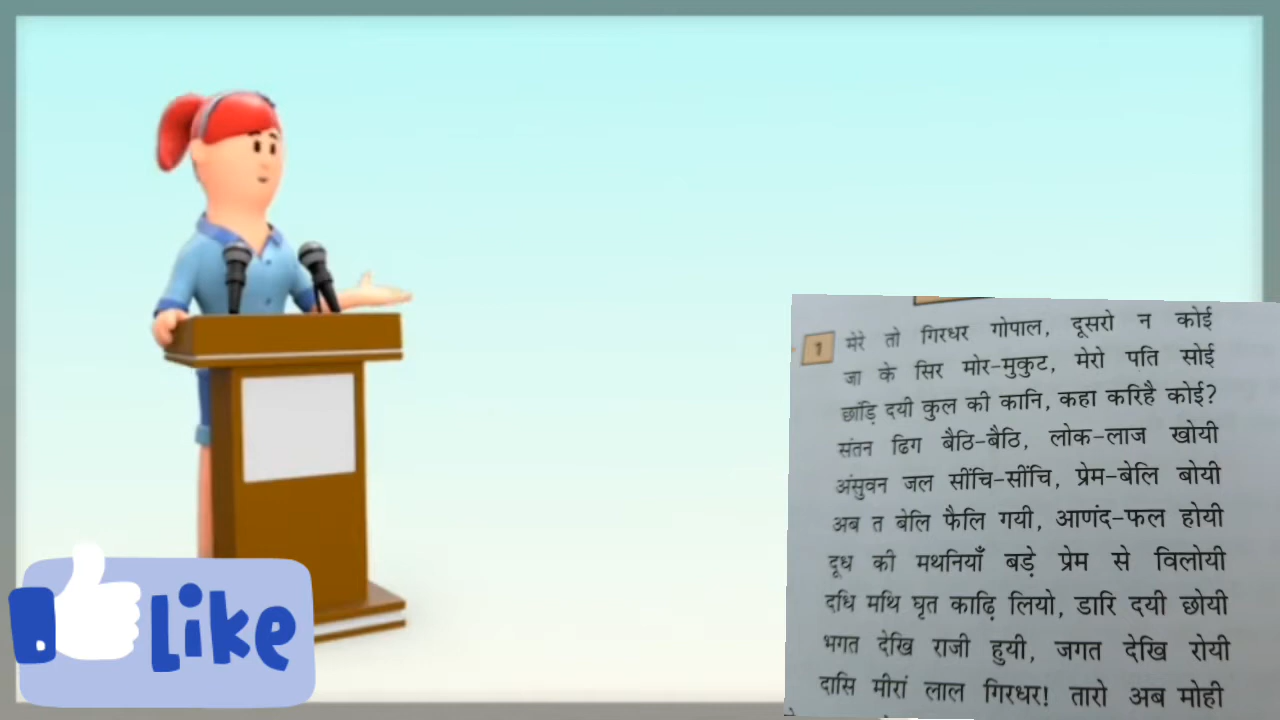 1
मेरे तो गिरधर गोपाल, दूसरो न कोई
जा के सिर मोर-मुकुट, मेरो पति सोई
छांड़ि दयी कुल की कानि, कहा करिहै कोई?
संतन ढिग बैठि-बैठि, लोक-लाज खोयी
अंसुवन जल सींचि-सींचि, प्रेम-बेलि बोयी
अब त बेलि फैलि गयी, आणंद-फल होयी
दूध की मथनियाँ बड़े प्रेम से विलोयी
दधि मथि घृत काढ़ि लियो, डारि दयी छोयी
भगत देखि राजी हुयी, जगत देखि रोयी
दासि मीरां लाल गिरधर! तारो अब मोही
Like